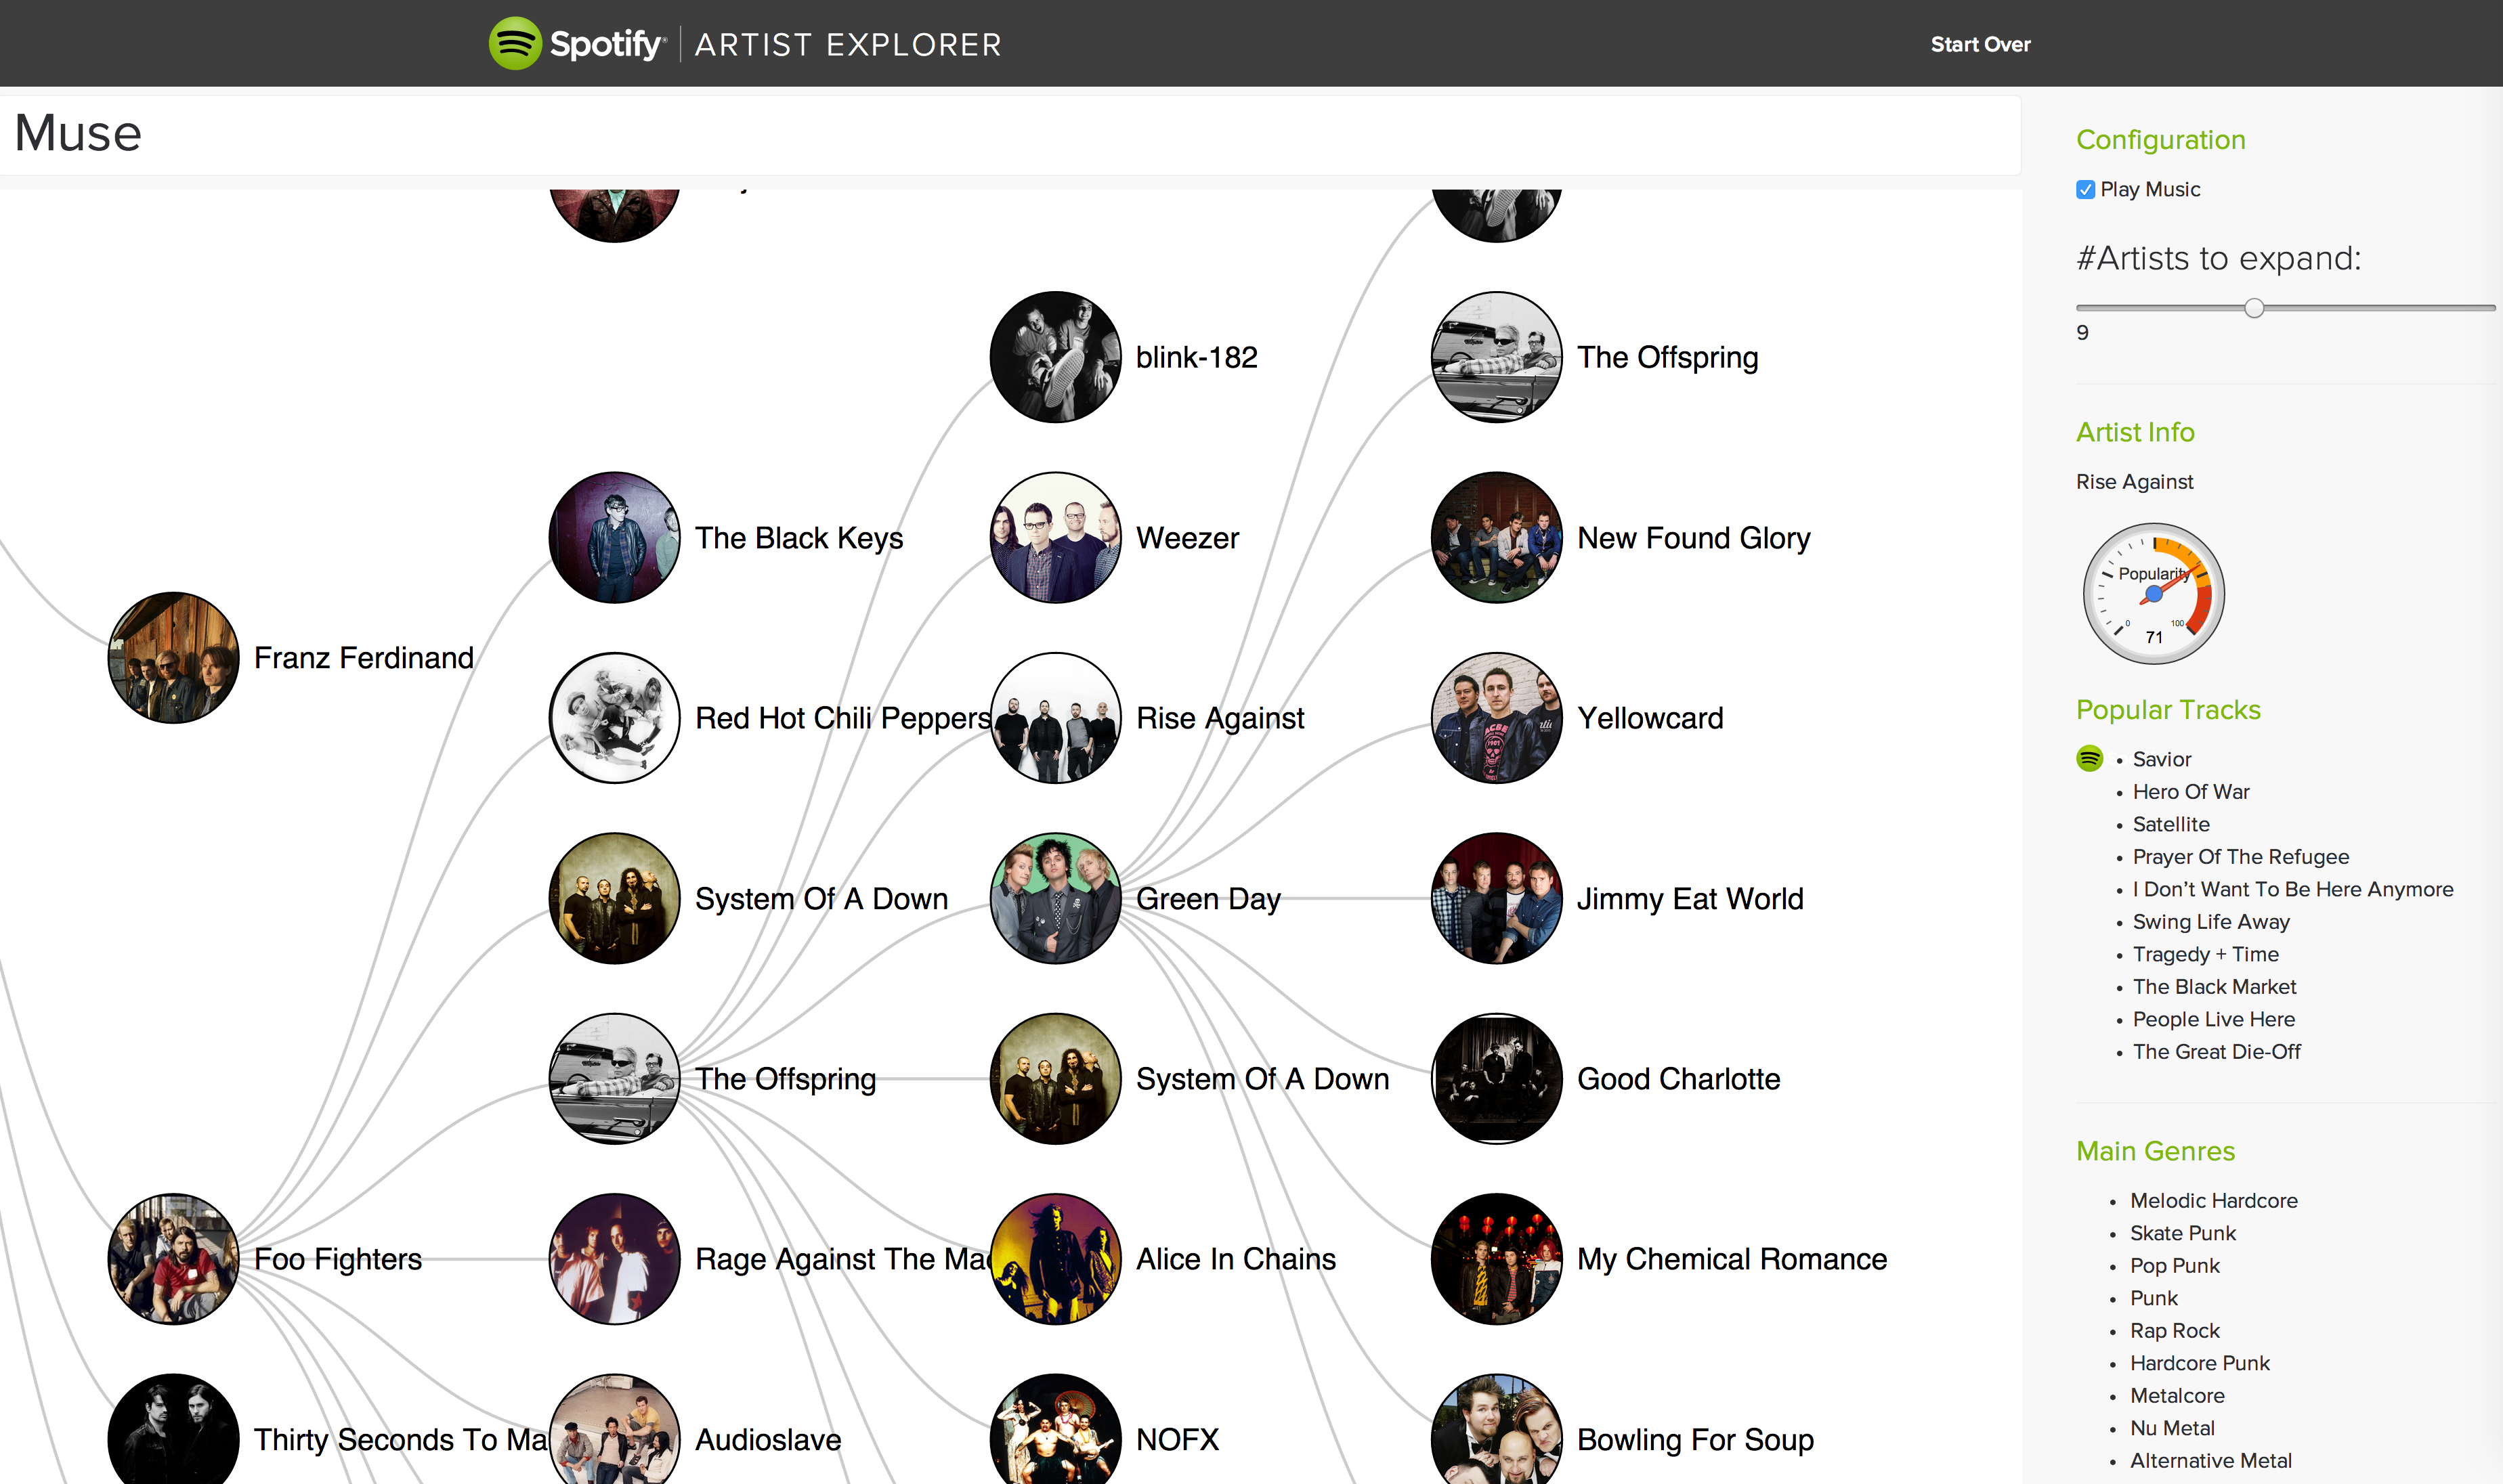 Spotify® ARTIST EXPLORER
Start Over
Muse
Configuration
Play Music
#Artists to expand:
9
Artist Info
Rise Against
Popularity
0
100
71
Popular Tracks
Savior
Hero Of War
Satellite
Prayer Of The Refugee
I Don’t Want To Be Here Anymore
Swing Life Away
Tragedy + Time
The Black Market
People Live Here
The Great Die-Off
Main Genres
Melodic Hardcore
Skate Punk
Pop Punk
Punk
Rap Rock
Hardcore Punk
Metalcore
Nu Metal
Alternative Metal
Franz Ferdinand
Foo Fighters
Thirty Seconds To Ma
The Black Keys
Red Hot Chili Peppers
System Of A Down
The Offspring
Rage Against The Mac
Audioslave
blink-182
Weezer
Rise Against
Green Day
System Of A Down
Alice In Chains
NOFX
The Offspring
New Found Glory
Yellowcard
Jimmy Eat World
Good Charlotte
My Chemical Romance
Bowling For Soup